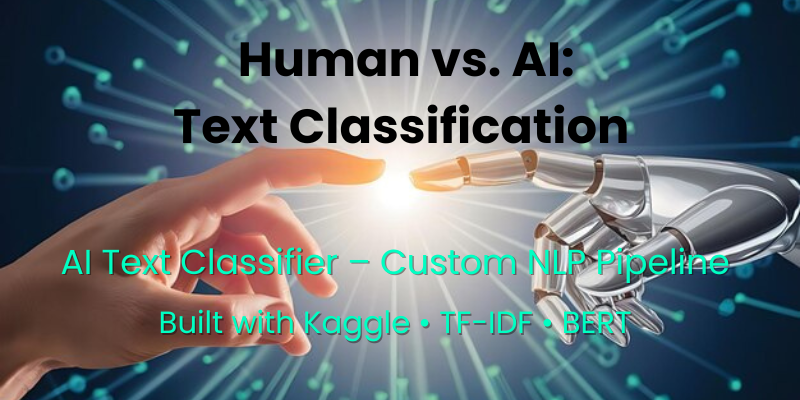 Human vs. AI:
Text Classification
AI Text Classifier – Custom NLP Pipeline
Built with Kaggle • TF-IDF • BERT